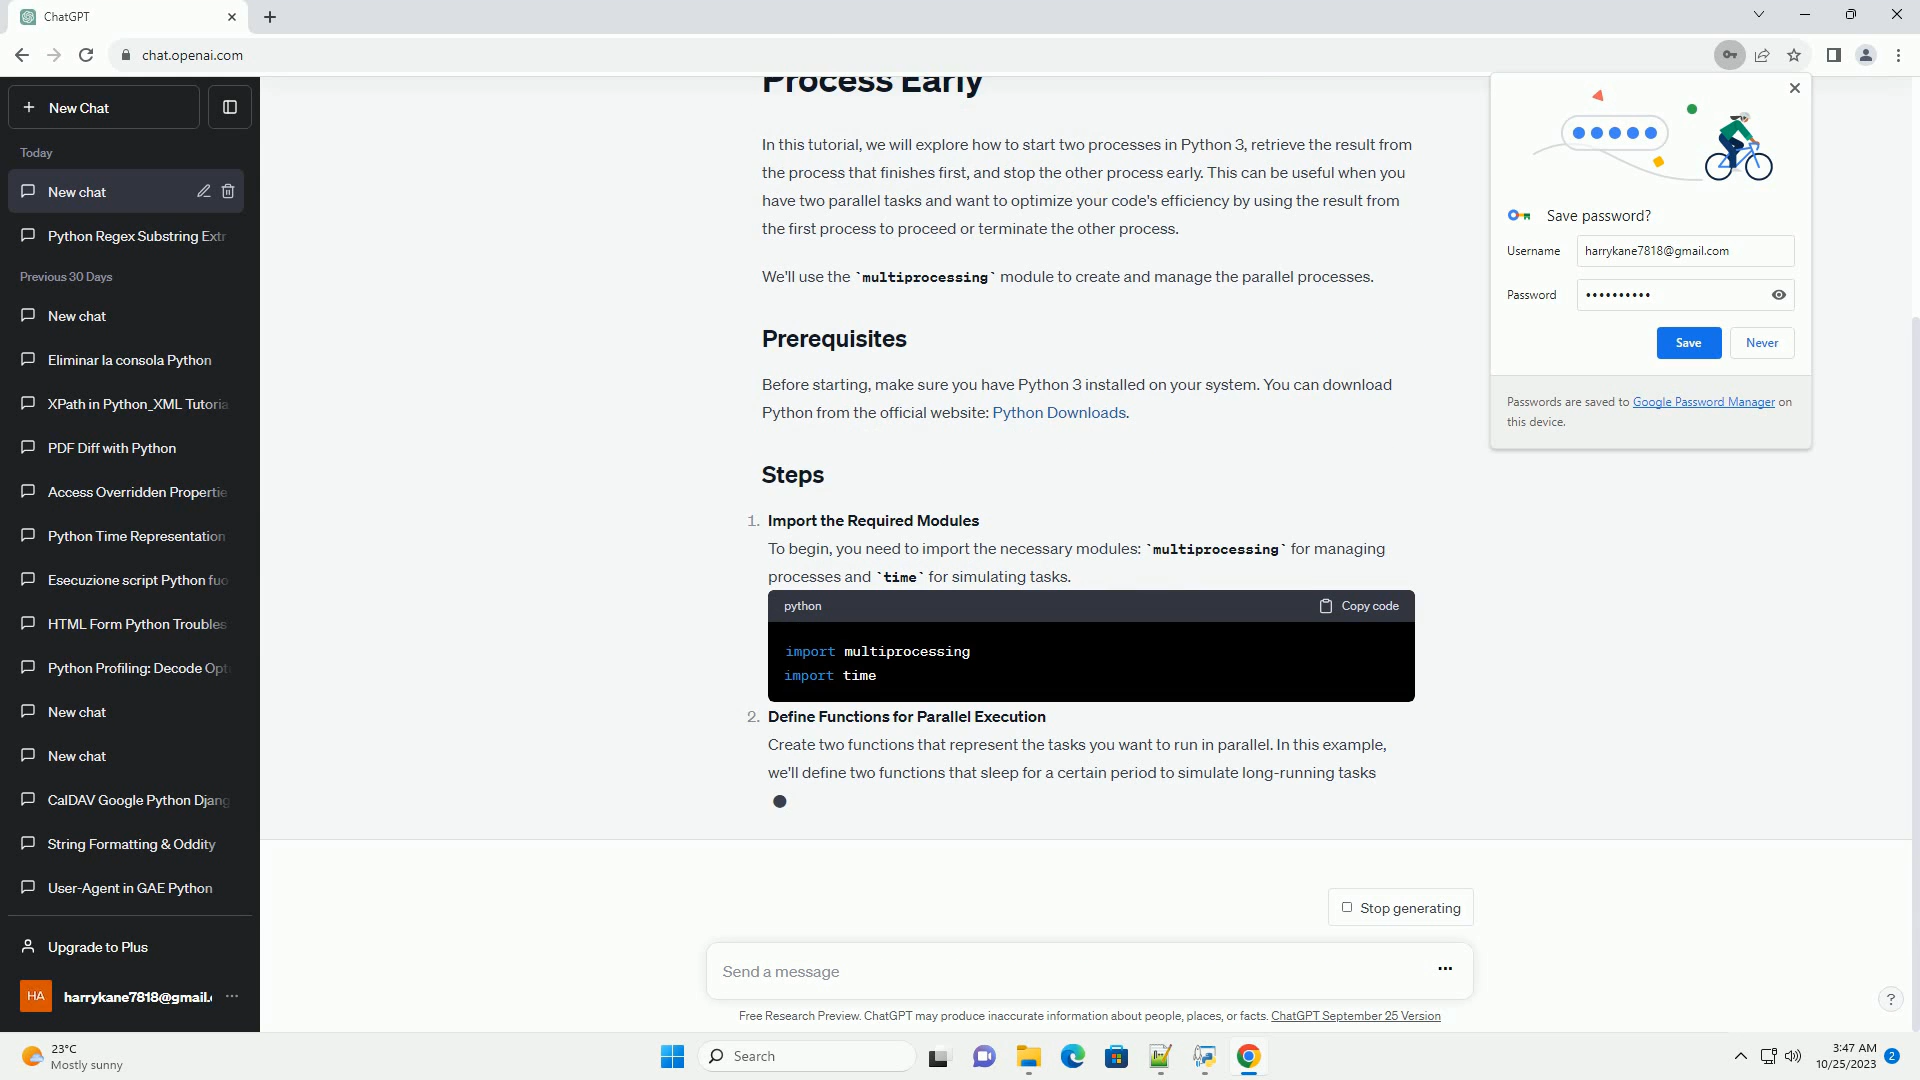 ChatGPT
chat.openai.com
New Chat
Today
New chat
Python Regex Substring Extr
Previous 30 Days
New chat
Eliminar la consola Python
XPath in Python_XML Tutoria
PDF Diff with Python
Access Overridden Propertie
Python Time Representation
Esecuzione script Python fuo
HTML Form Python Troubles
Python Profiling: Decode Opt
New chat
New chat
CalDAV Google Python Djang
String Formatting & Oddity
User-Agent in GAE Python
Upgrade to Plus
HA
harrykane7818@gmail.c
Process Early
In this tutorial, we will explore how to start two processes in Python 3, retrieve the result from
the process that finishes first, and stop the other process early. This can be useful when you
have two parallel tasks and want to optimize your code's efficiency by using the result from
the first process to proceed or terminate the other process.
We'll use the `multiprocessing` module to create and manage the parallel processes.
Prerequisites
Before starting, make sure you have Python 3 installed on your system. You can download
Python from the official website: Python Downloads.
Steps
1. Import the Required Modules
To begin, you need to import the necessary modules: `multiprocessing` for managing
processes and `time` for simulating tasks.
python Copy code
import multiprocessing
import time
2. Define Functions for Parallel Execution
Create two functions that represent the tasks you want to run in parallel. In this example,
we'll define two functions that sleep for a certain period to simulate long-running tasks
Stop generating
Send a message
Free Research Preview. ChatGPT may produce inaccurate information about people, places, or facts. ChatGPT September 25 Version
?
Save password?
Username harrykane7818@gmail.com
Password ••••••••••
Save Never
Passwords are saved to Google Password Manager on
this device.
23°C
Mostly sunny
Search
3:47 AM
10/25/2023
2